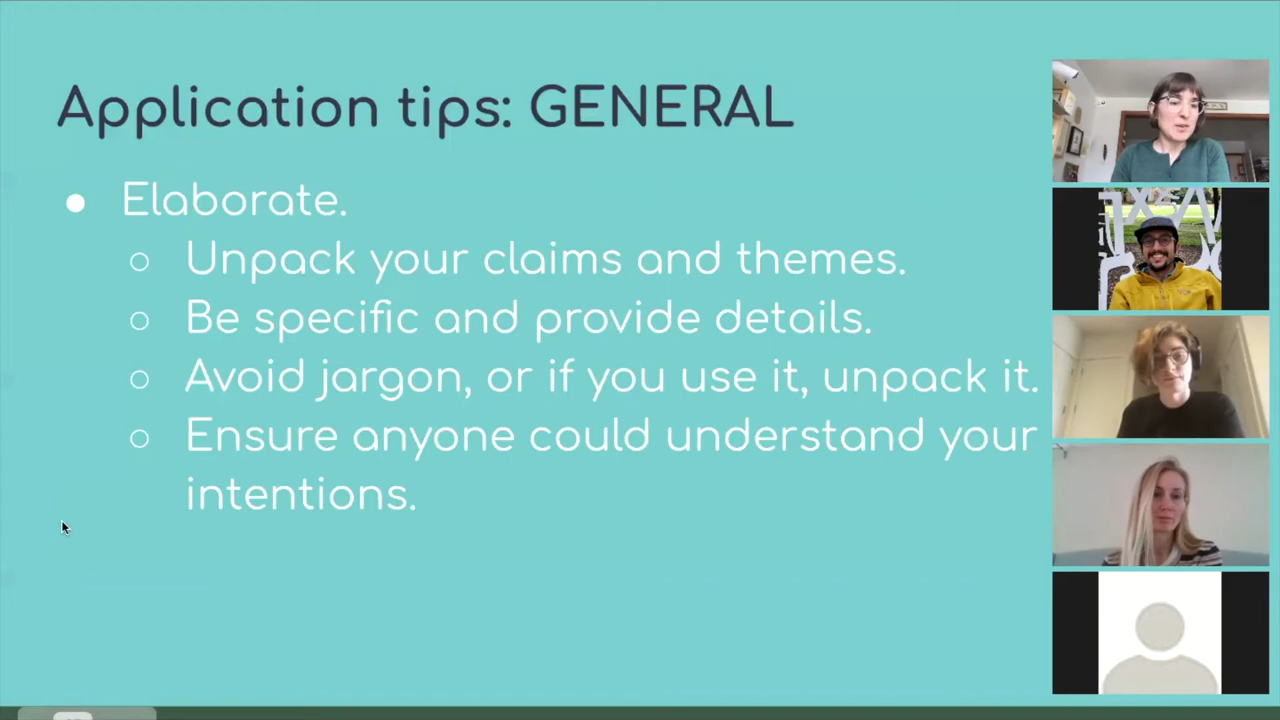 Application tips: GENERAL
● Elaborate.
○ Unpack your claims and themes.
○ Be specific and provide details.
○ Avoid jargon, or if you use it, unpack it.
○ Ensure anyone could understand your
intentions.